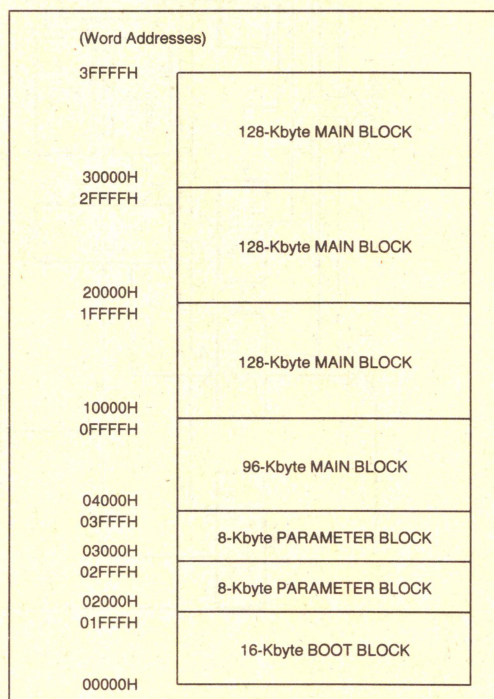 (Word Addresses)
3FFFFH
128-Kbyte MAIN BLOCK
30000H
2FFFFH
128-Kbyte MAIN BLOCK
20000H
1FFFFH
128-Kbyte MAIN BLOCK
10000H
0FFFFH
96-Kbyte MAIN BLOCK
04000H
03FFFH
8-Kbyte PARAMETER BLOCK
03000H
02FFFH
8-Kbyte PARAMETER BLOCK
02000H
01FFFH
16-Kbyte BOOT BLOCK
00000H